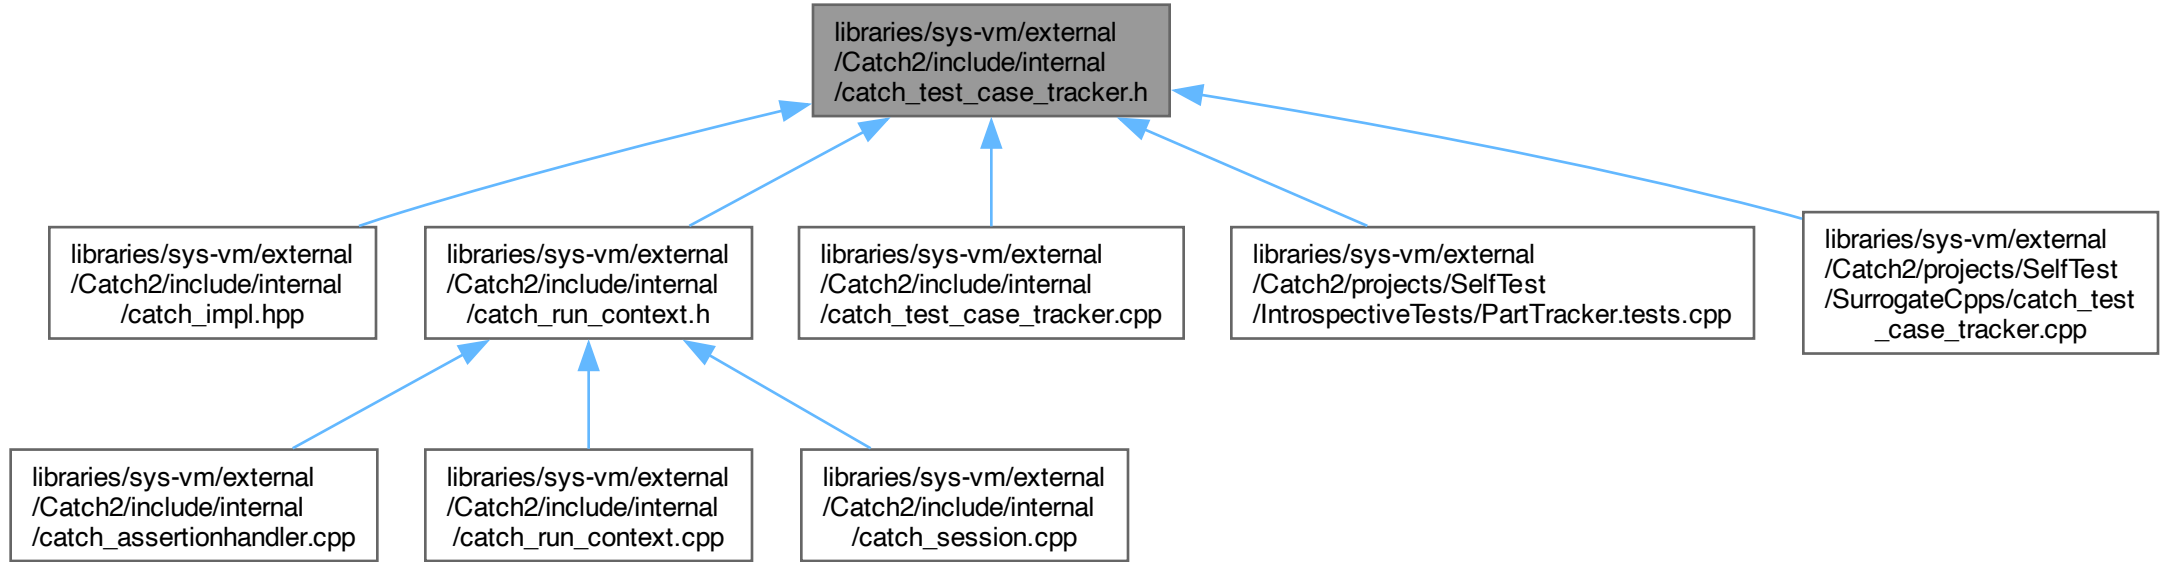 libraries/sys-vm/external
/Catch2/include/internal
/catch_test_case_tracker.h
libraries/sys-vm/external
/Catch2/include/internal
/catch_impl.hpp
libraries/sys-vm/external
/Catch2/include/internal
/catch_run_context.h
libraries/sys-vm/external
/Catch2/include/internal
/catch_test_case_tracker.cpp
libraries/sys-vm/external
/Catch2/projects/SelfTest
/IntrospectiveTests/PartTracker.tests.cpp
libraries/sys-vm/external
/Catch2/projects/SelfTest
/SurrogateCpps/catch_test
_case_tracker.cpp
libraries/sys-vm/external
/Catch2/include/internal
/catch_assertionhandler.cpp
libraries/sys-vm/external
/Catch2/include/internal
/catch_run_context.cpp
libraries/sys-vm/external
/Catch2/include/internal
/catch_session.cpp